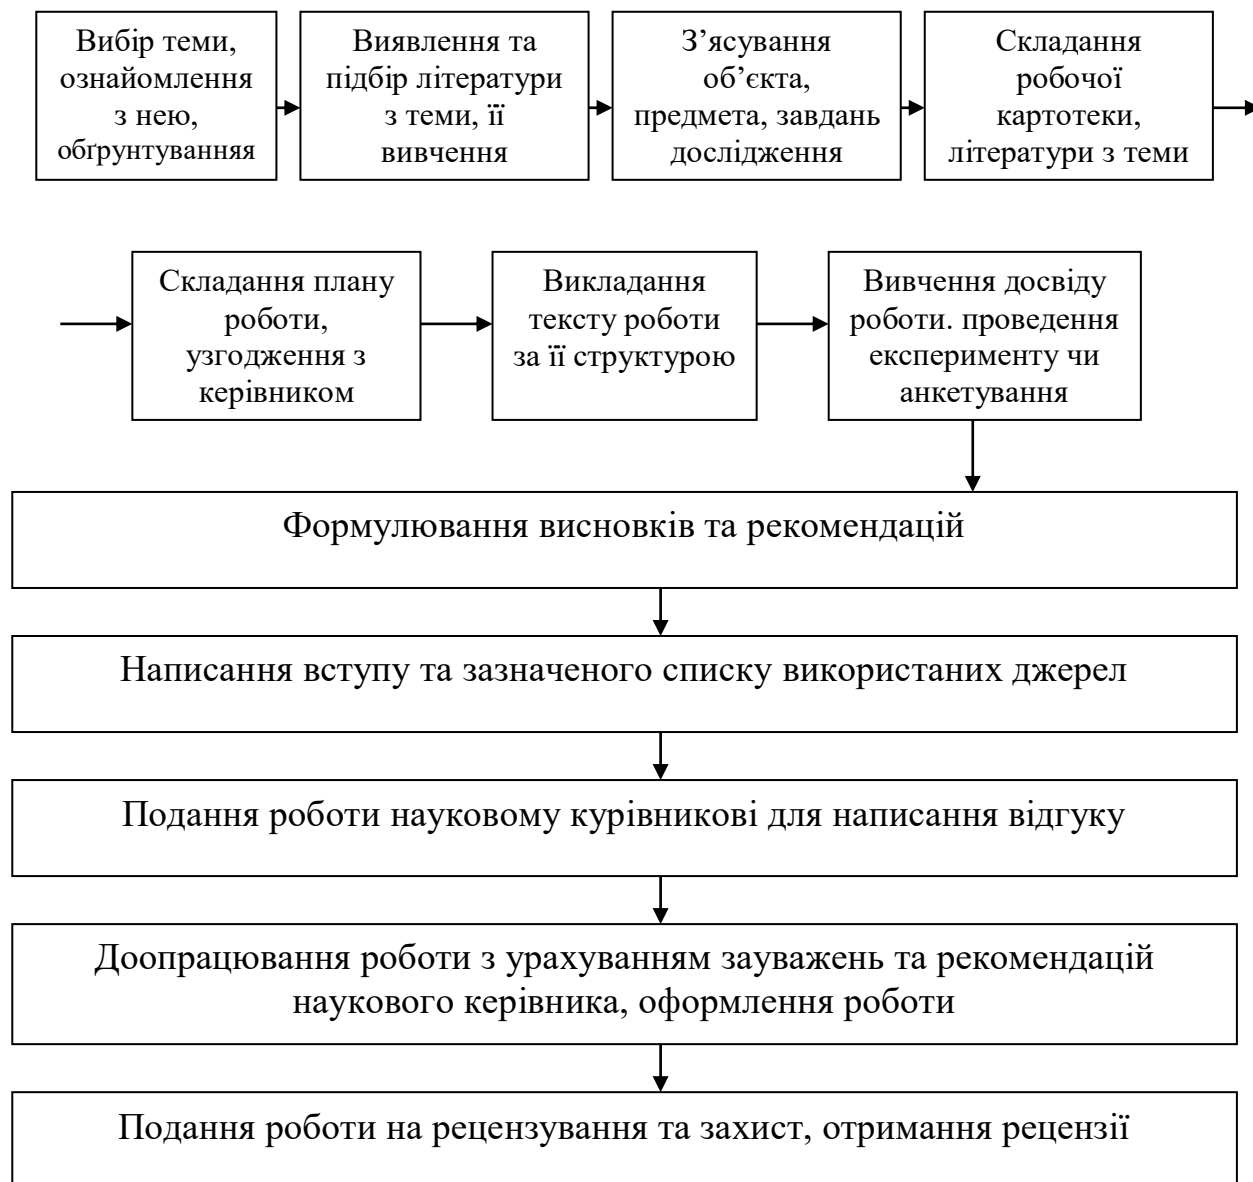 Вибір теми,
ознайомлення
з нею,
обґрунтуванняя
Виявлення та
підбір літератури
з теми, її
вивчення
З’ясування
об’єкта,
предмета, завдань
дослідження
Складання
робочої
картотеки,
літератури з теми
Складання плану
роботи,
узгодження з
керівником
Викладання
тексту роботи
за її структурою
Вивчення досвіду
роботи. проведення
експерименту чи
анкетування
Формулювання висновків та рекомендацій
Написання вступу та зазначеного списку використаних джерел
Подання роботи науковому курівникові для написання відгуку
Доопрацювання роботи з урахуванням зауважень та рекомендацій
наукового керівника, оформлення роботи
Подання роботи на рецензування та захист, отримання рецензії